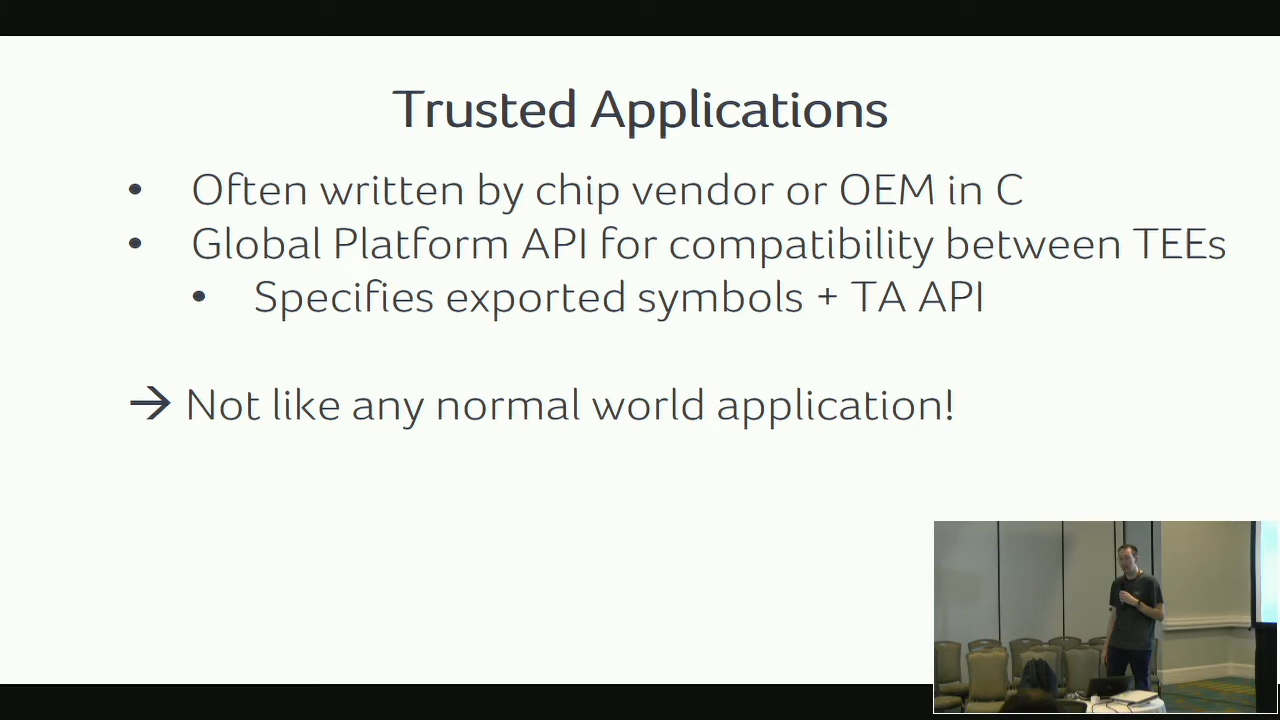 Trusted Applications
• Often written by chip vendor or OEM in C
• Global Platform API for compatibility between TEEs
• Specifies exported symbols + TA API
→ Not like any normal world application!